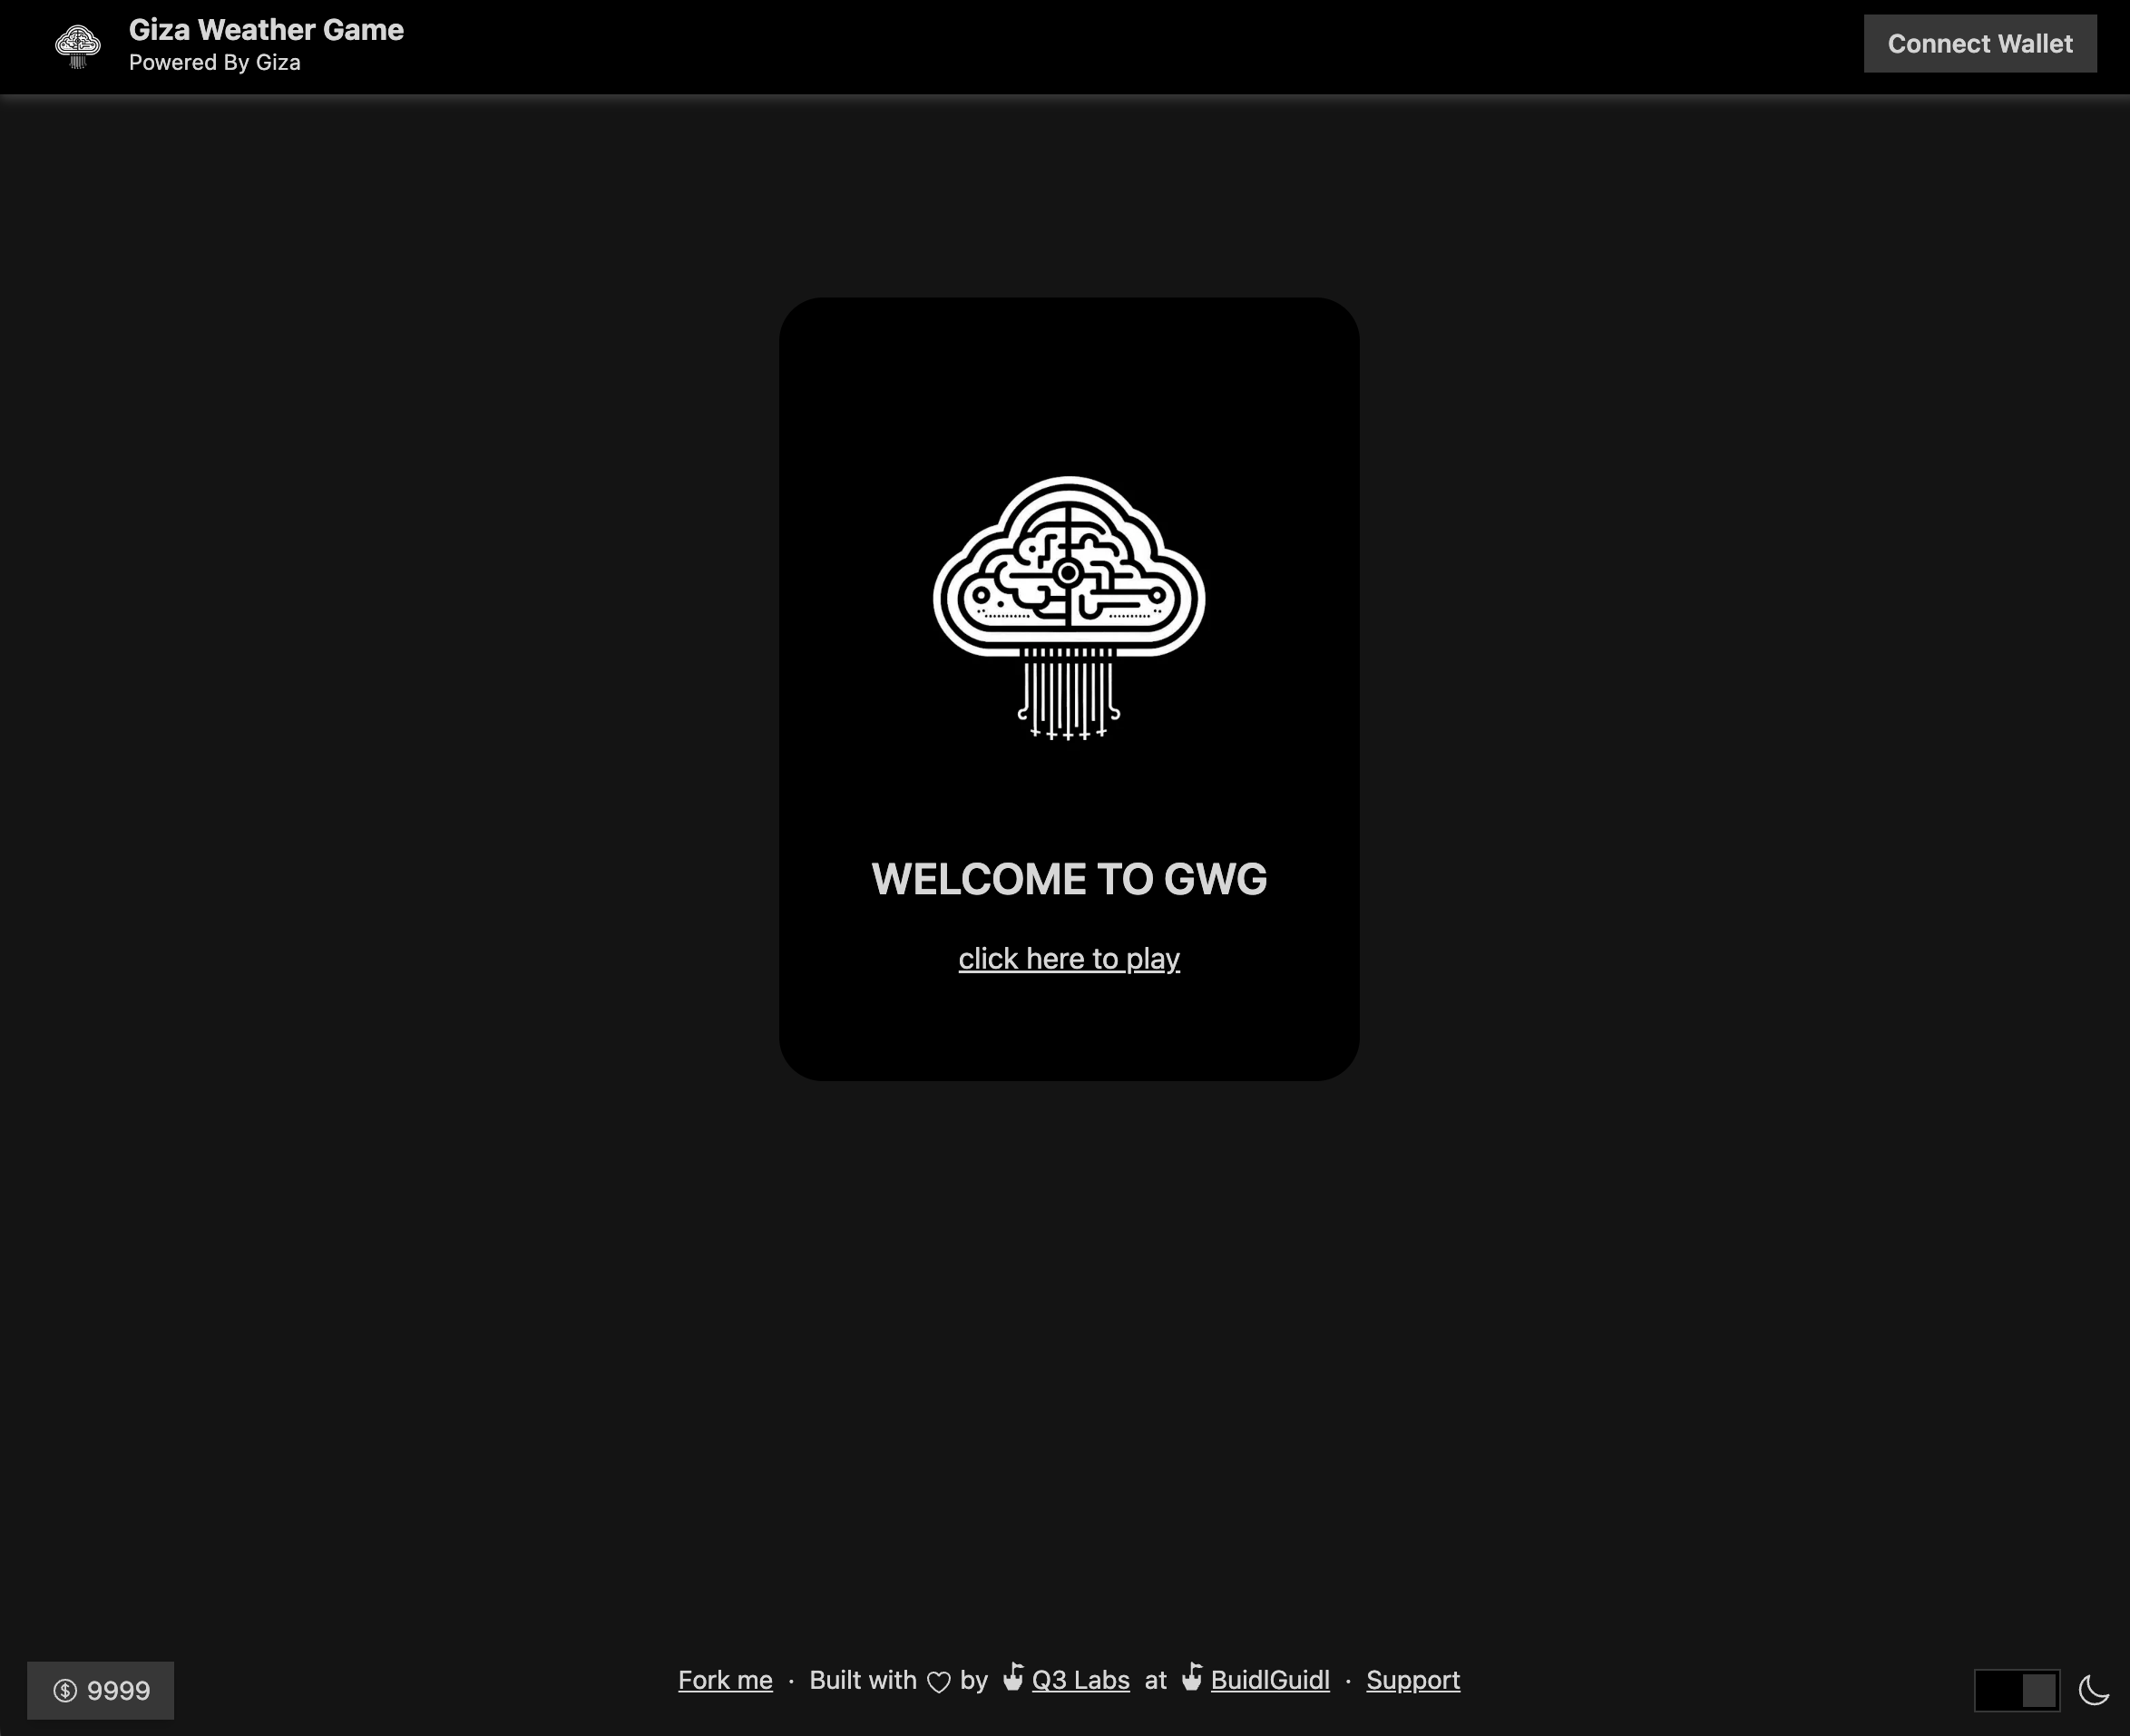 Giza Weather Game
Powered By Giza
Connect Wallet
WELCOME TO GWG
click here to play
9999
Fork me · Built with ♡ by Q3 Labs at BuidlGuidl · Support